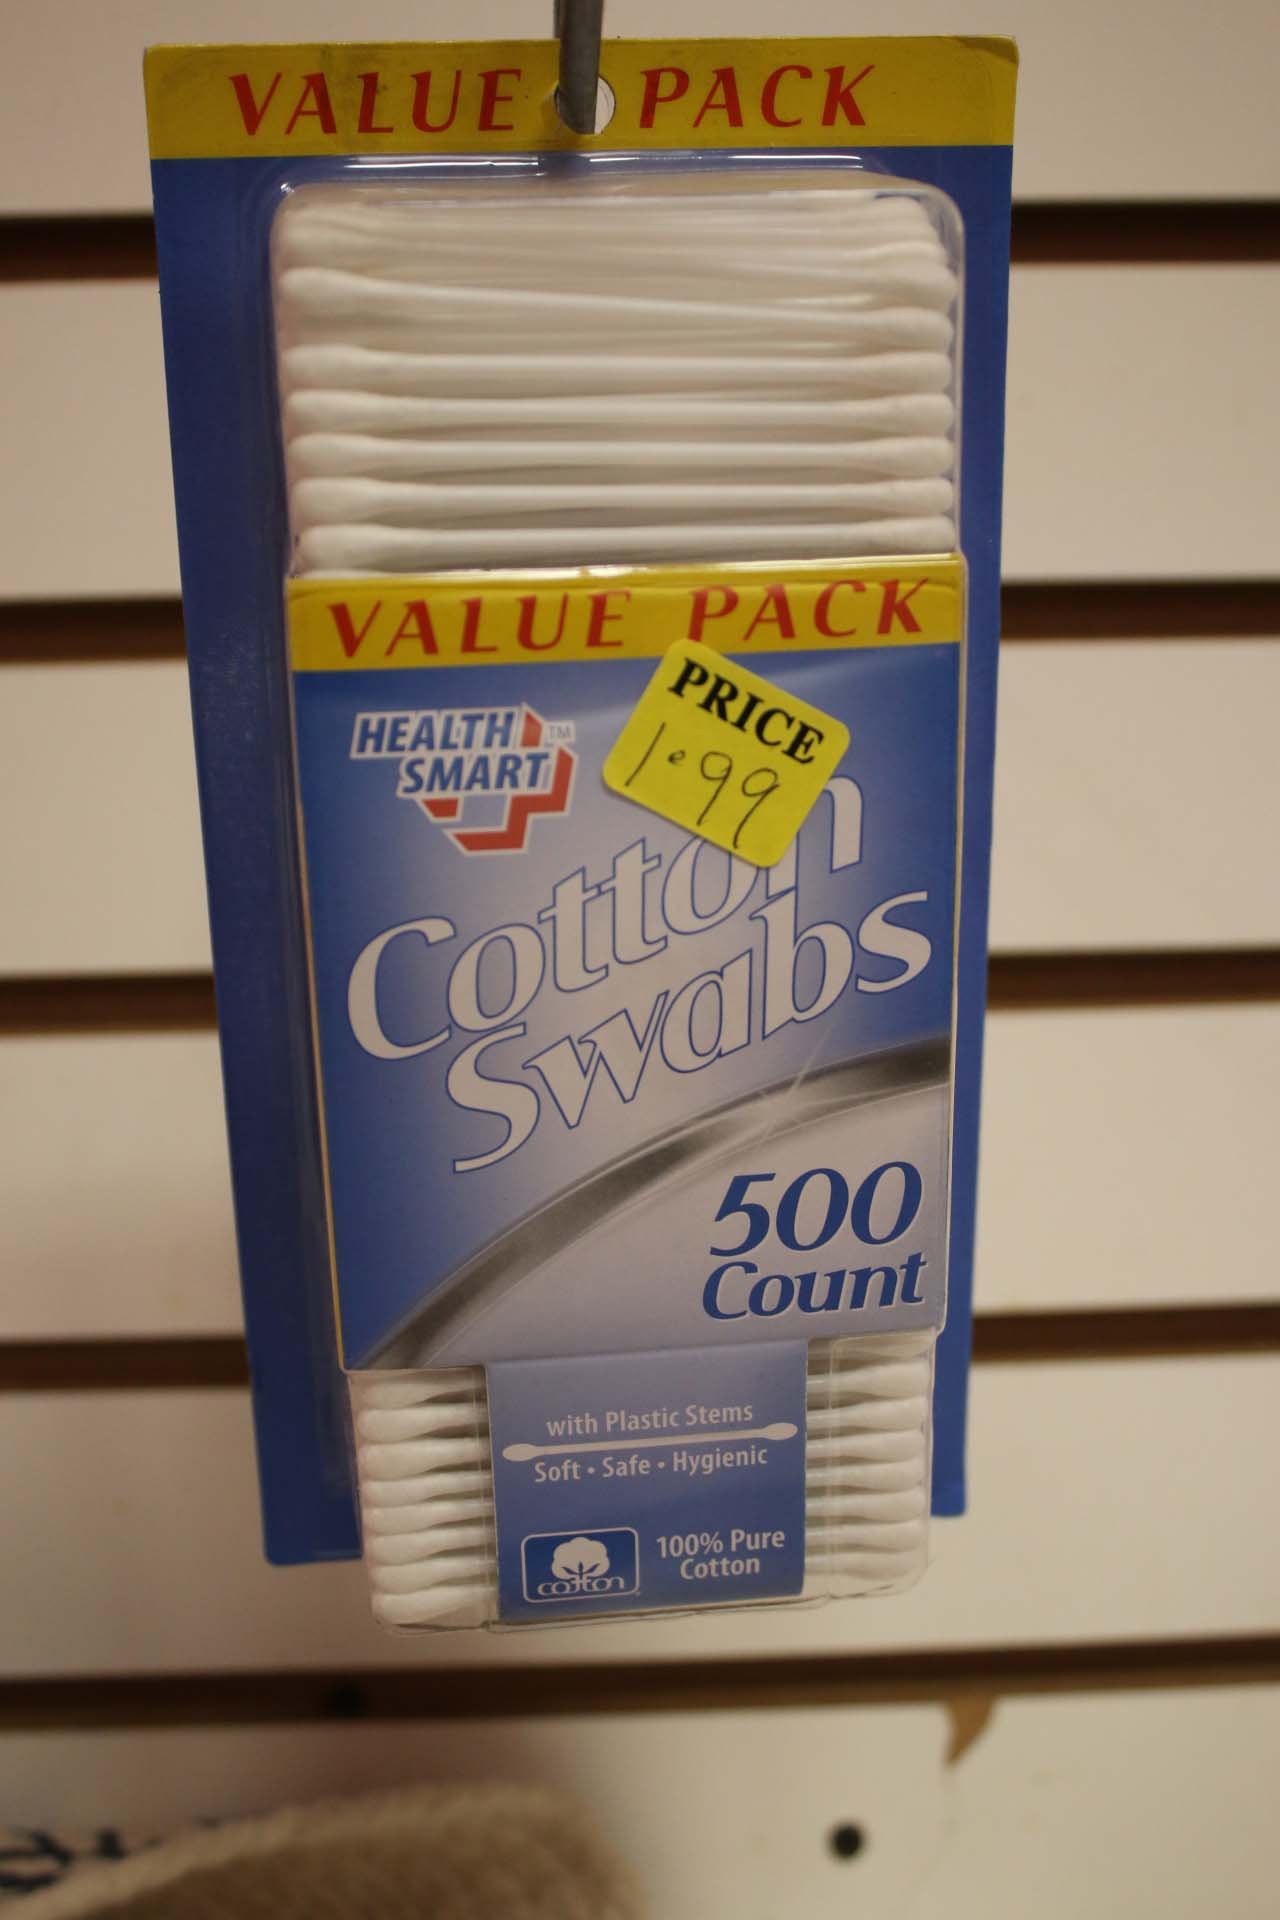 VALUE PACK
VALUE PACK
PRICE
1.99
HEALTH TM
SMART
Cotton
Swabs
500
Count
with Plastic Stems
Soft • Safe • Hygienic
cotton
100% Pure
Cotton